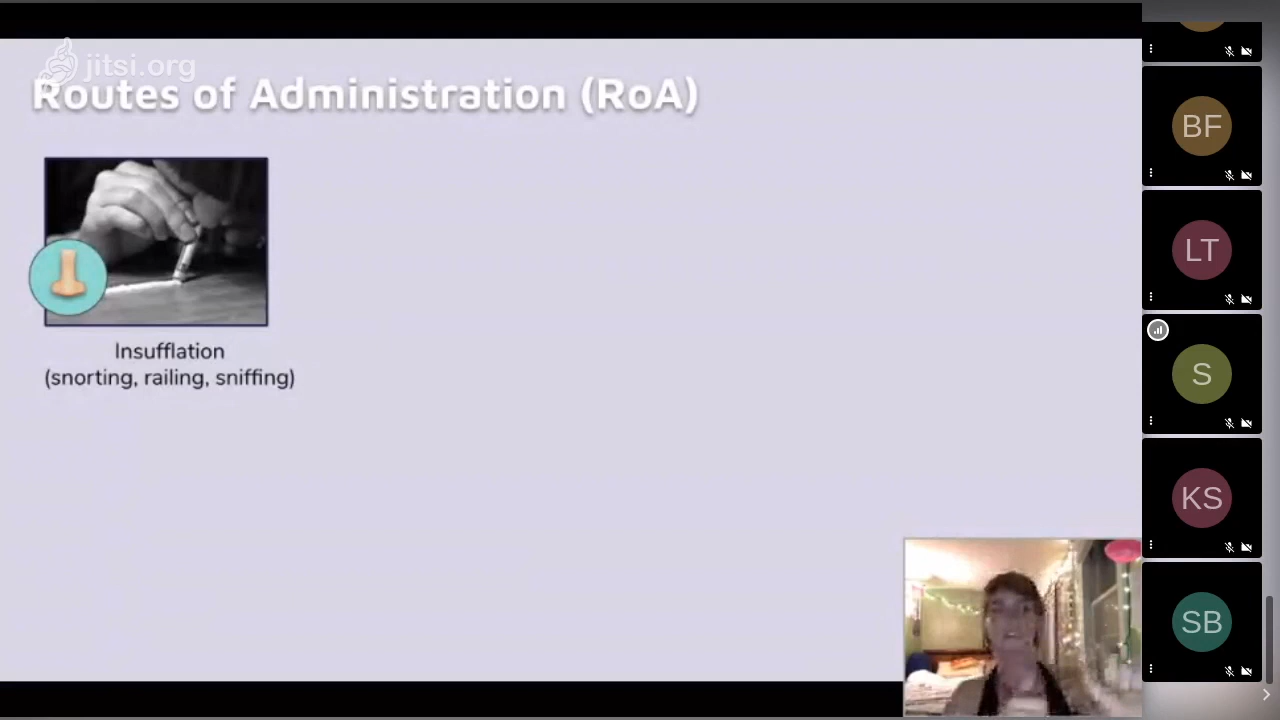 jitsi.org
Routes of Administration (RoA)
Insufflation
(snorting, railing, sniffing)
BF
LT
S
KS
SB